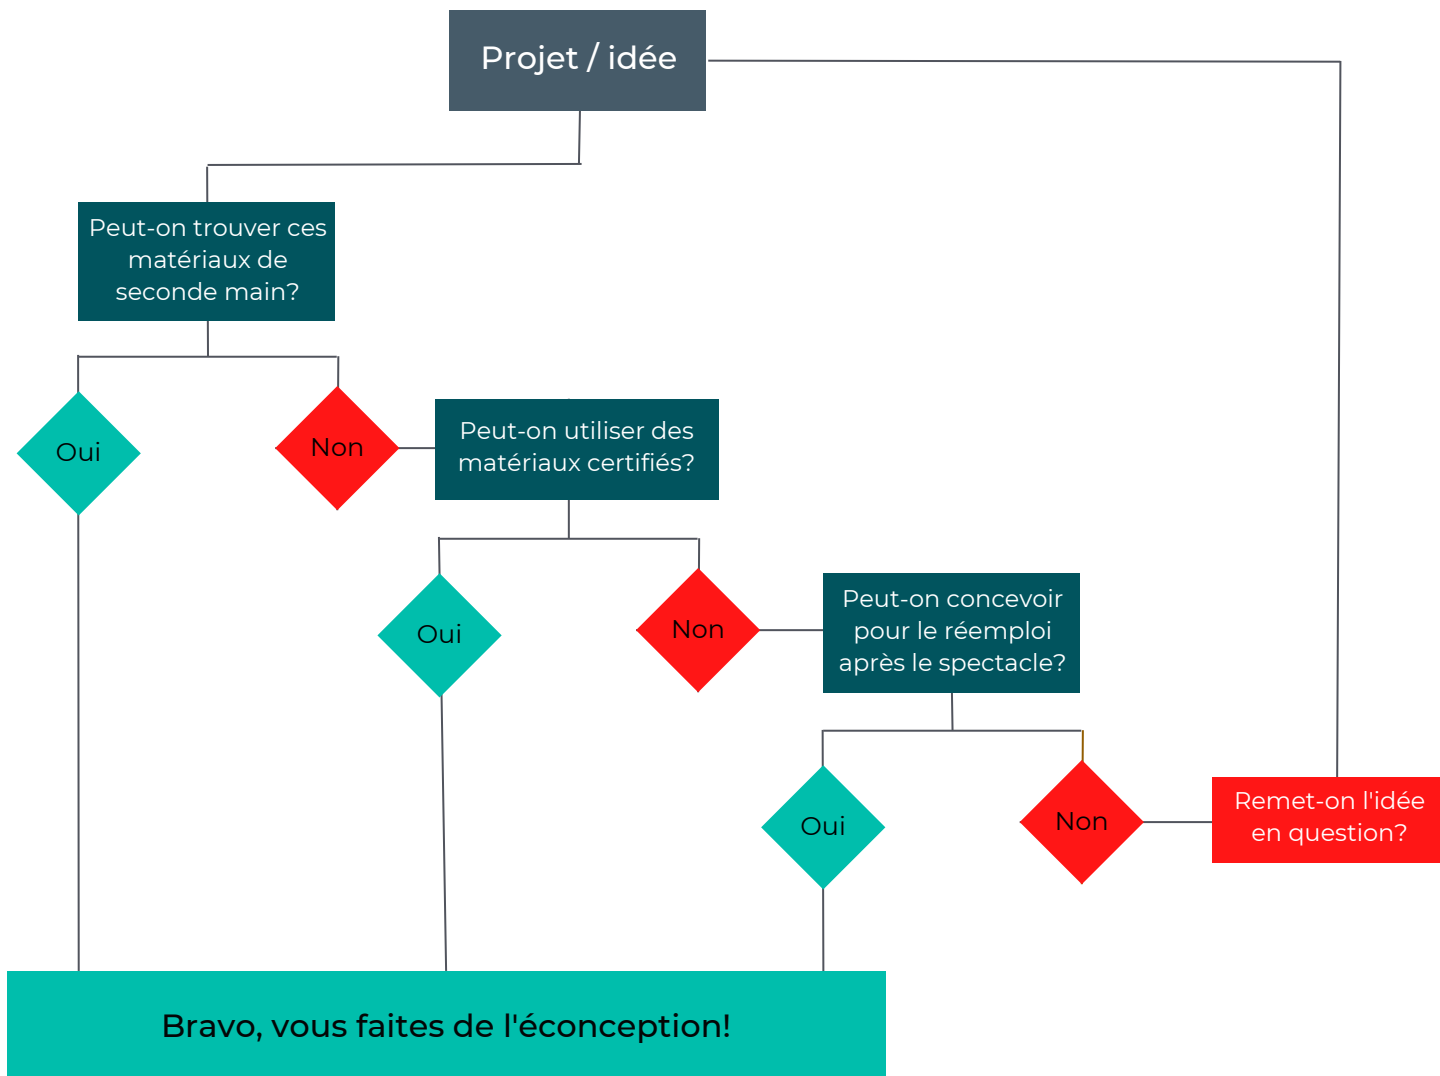 Projet / idée
Peut-on trouver ces
matériaux de
seconde main?
Oui
Non
Peut-on utiliser des
matériaux certifiés?
Oui
Non
Peut-on concevoir
pour le réemploi
après le spectacle?
Oui
Non
Remet-on l'idée
en question?
Bravo, vous faites de l'éconception!